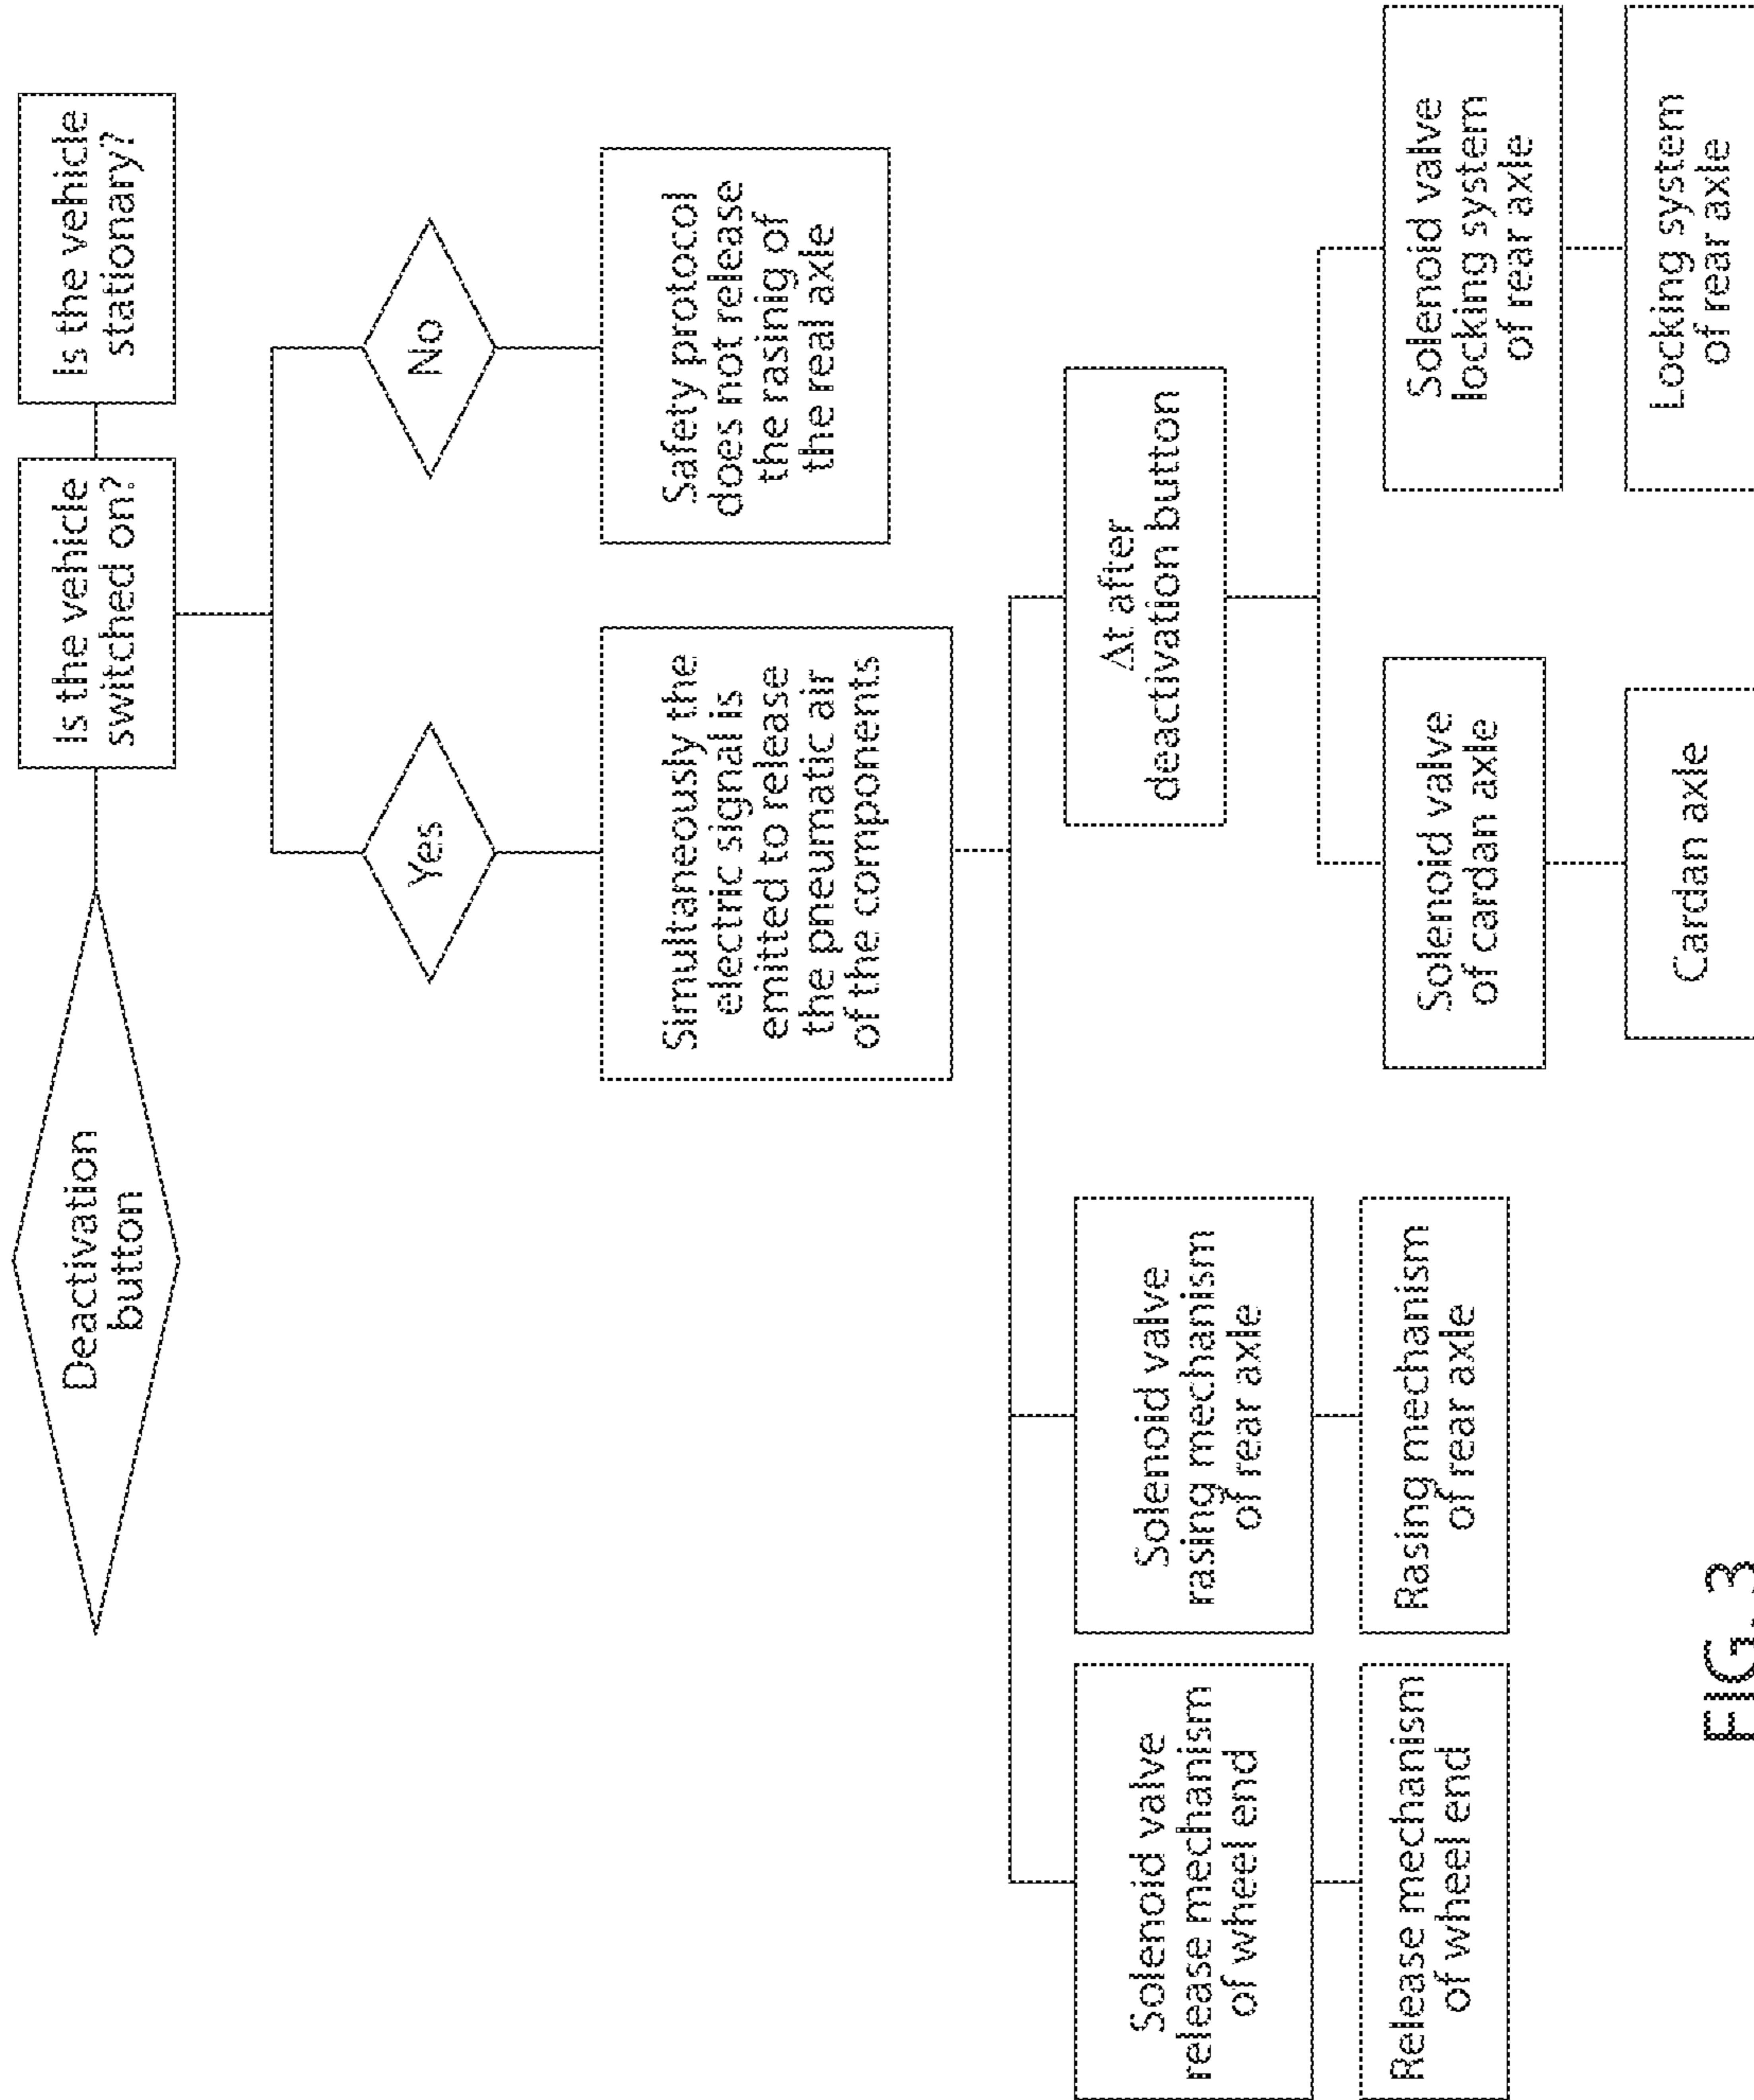 Deactivation
button
Is the vehicle
switched on?
Is the vehicle
stationary?
Yes
No
Simultaneously the
electric signal is
emitted to release
the pneumatic air
of the components
Safety protocol
does not release
the rasing of
the real axle
Solenoid valve
release mechanism
of wheel end
Solenoid valve
rasing mechanism
of rear axle
Δt after
deactivation button
Release mechanism
of wheel end
Rasing mechanism
of rear axle
Solenoid valve
of cardan axle
Solenoid valve
locking system
of rear axle
Cardan axle
Locking system
of rear axle
FIG. 3